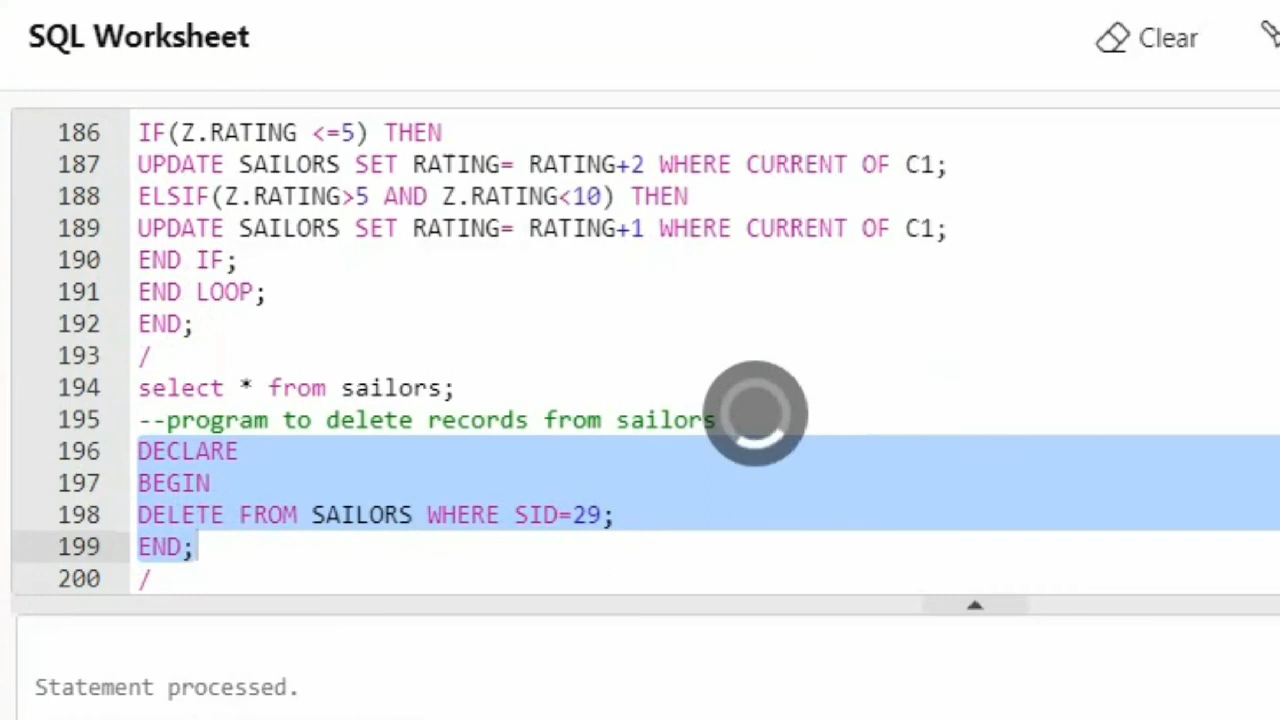 SQL Worksheet
Clear
186 IF(Z.RATING <=5) THEN
187 UPDATE SAILORS SET RATING= RATING+2 WHERE CURRENT OF C1;
188 ELSIF(Z.RATING>5 AND Z.RATING<10) THEN
189 UPDATE SAILORS SET RATING= RATING+1 WHERE CURRENT OF C1;
190 END IF;
191 END LOOP;
192 END;
193 /
194 select * from sailors;
195 --program to delete records from sailors
196 DECLARE
197 BEGIN
198 DELETE FROM SAILORS WHERE SID=29;
199 END;
200 /
Statement processed.